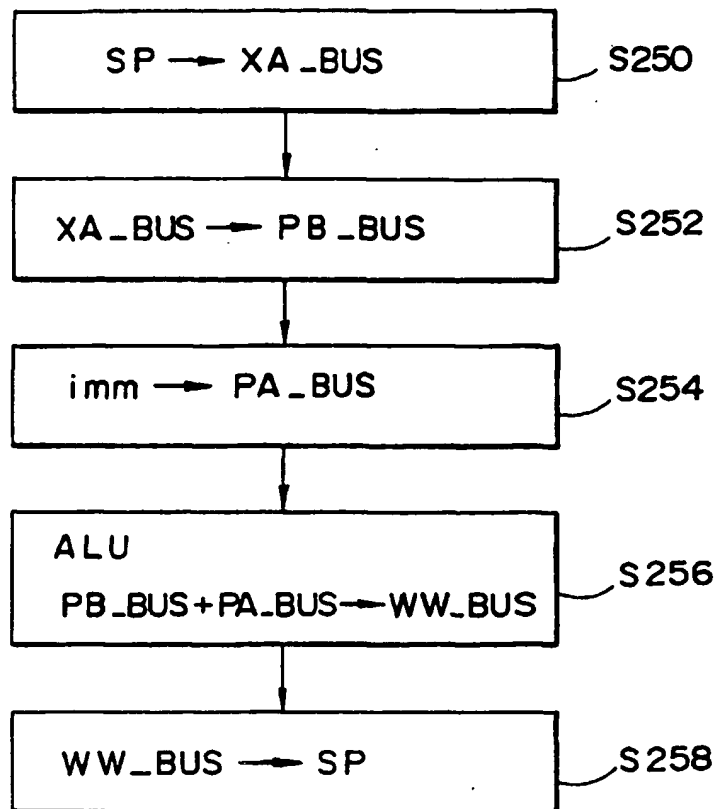 SP → XA_BUS
S250
XA_BUS → PB_BUS
S252
imm → PA_BUS
S254
ALU
PB_BUS+PA_BUS→WW_BUS
S256
WW_BUS → SP
S258